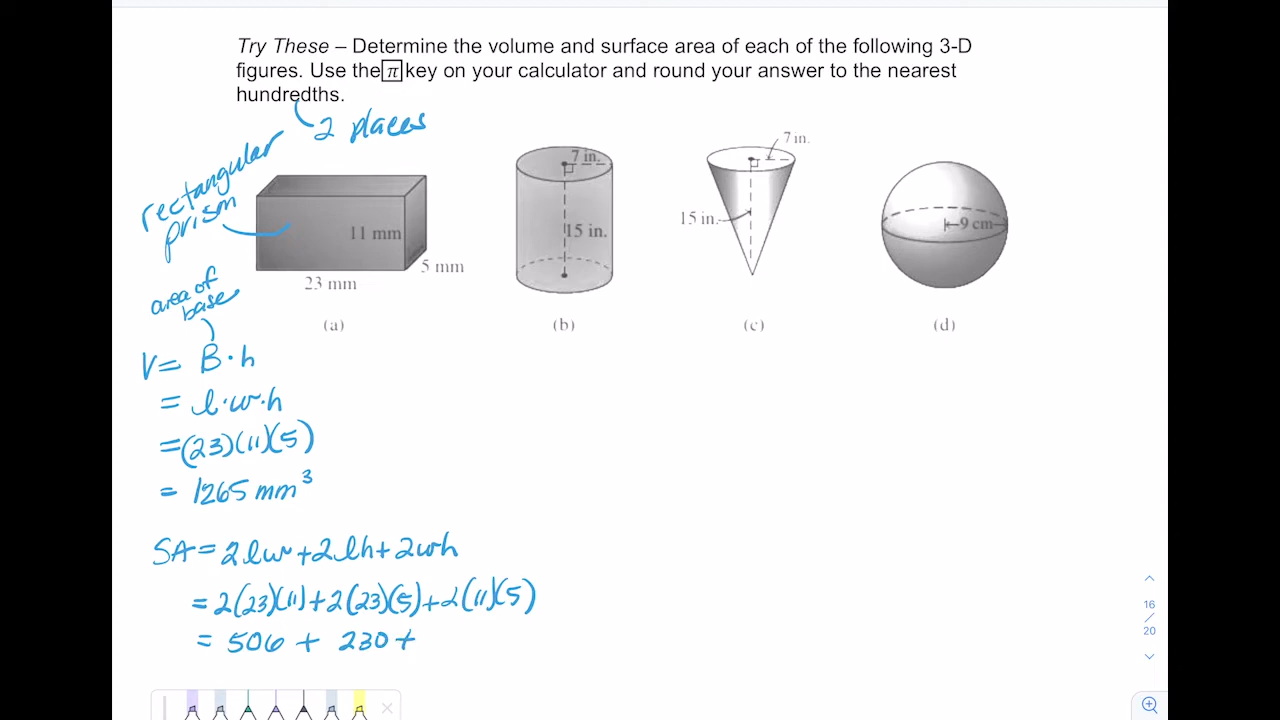 Try These – Determine the volume and surface area of each of the following 3-D
figures. Use the π key on your calculator and round your answer to the nearest
hundredths.
2 places
rectangular
prism
11 mm
5 mm
23 mm
(a)
7 in.
15 in.
(b)
7 in.
15 in.
(c)
9 cm
(d)
area of
base
V = B · h
= l · w · h
= (23)(11)(5)
= 1265 mm³
SA = 2lw + 2lh + 2wh
= 2(23)(11) + 2(23)(5) + 2(11)(5)
= 506 + 230 +
16
/
20